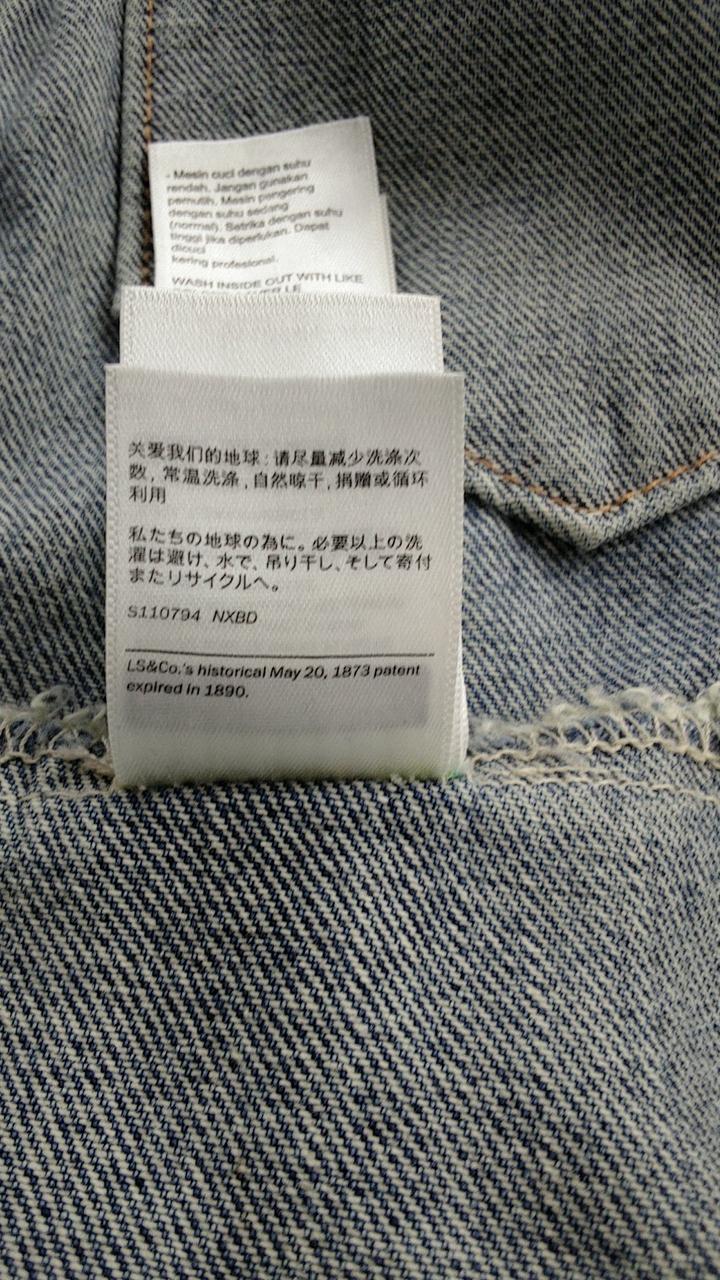 - Mesin cuci dengan suhu
rendah. Jangan gunakan
pemutih. Mesin pengering
dengan suhu sedang
(normal). Setrika dengan suhu
tinggi jika diperlukan. Dapat
dicuci
kering profesional.
WASH INSIDE OUT WITH LIKE
关爱我们的地球:请尽量减少洗涤次
数, 常温洗涤, 自然晾干, 捐赠或循环
利用
私たちの地球の為に。必要以上の洗
濯は避け、水で、吊り干し、そして寄付
またリサイクルへ。
S110794 NXBD
LS&Co.'s historical May 20, 1873 patent
expired in 1890.